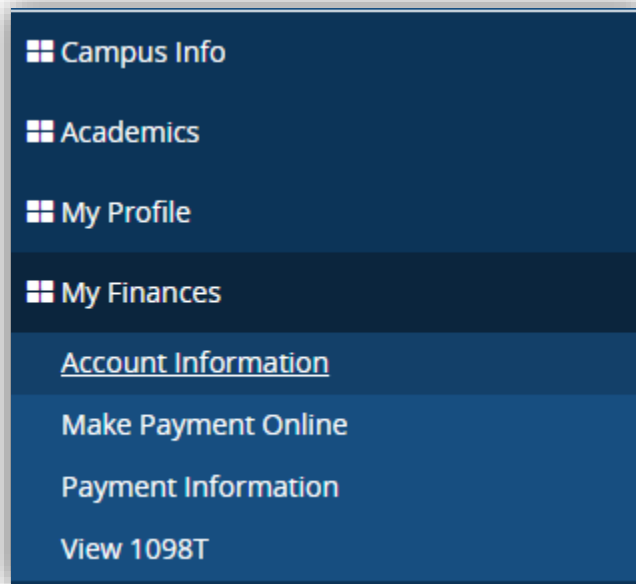 Campus Info
Academics
My Profile
My Finances
Account Information
Make Payment Online
Payment Information
View 1098T